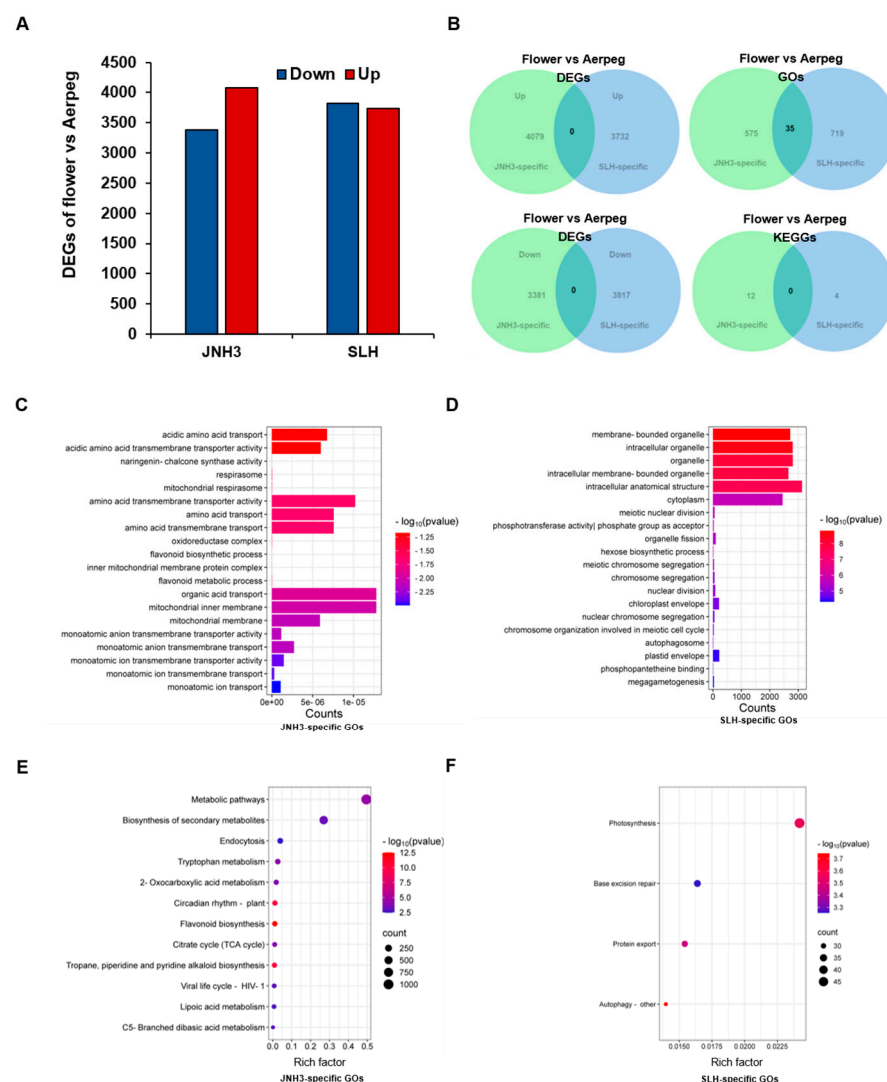 A
DEGs of flower vs Aerpeg
4500
4000
3500
3000
2500
2000
1500
1000
500
0
Down Up
JNH3 SLH
B
Flower vs Aerpeg
DEGs
Up Up
4079 0 3732
JNH3-specific SLH-specific
Flower vs Aerpeg
GOs
575 35 719
JNH3-specific SLH-specific
Flower vs Aerpeg
DEGs
Down Down
3381 0 3817
JNH3-specific SLH-specific
Flower vs Aerpeg
KEGGs
12 0 4
JNH3-specific SLH-specific
C
acidic amino acid transport
acidic amino acid transmembrane transporter activity
naringenin- chalcone synthase activity
respirasome
mitochondrial respirasome
amino acid transmembrane transporter activity
amino acid transport
amino acid transmembrane transport
oxidoreductase complex
flavonoid biosynthetic process
inner mitochondrial membrane protein complex
flavonoid metabolic process
organic acid transport
mitochondrial inner membrane
mitochondrial membrane
monoatomic anion transmembrane transporter activity
monoatomic anion transmembrane transport
monoatomic ion transmembrane transporter activity
monoatomic ion transmembrane transport
monoatomic ion transport
0e+00 5e- 06 1e- 05
Counts
JNH3-specific GOs
- log10(pvalue)
- 1.25
- 1.50
- 1.75
- 2.00
- 2.25
D
membrane- bounded organelle
intracellular organelle
organelle
intracellular membrane- bounded organelle
intracellular anatomical structure
cytoplasm
meiotic nuclear division
phosphotransferase activity| phosphate group as acceptor
organelle fission
hexose biosynthetic process
meiotic chromosome segregation
chromosome segregation
nuclear division
chloroplast envelope
nuclear chromosome segregation
chromosome organization involved in meiotic cell cycle
autophagosome
plastid envelope
phosphopantetheine binding
megagametogenesis
0 1000 2000 3000
Counts
SLH-specific GOs
- log10(pvalue)
8
7
6
5
E
Metabolic pathways
Biosynthesis of secondary metabolites
Endocytosis
Tryptophan metabolism
2- Oxocarboxylic acid metabolism
Circadian rhythm - plant
Flavonoid biosynthesis
Citrate cycle (TCA cycle)
Tropane, piperidine and pyridine alkaloid biosynthesis
Viral life cycle - HIV- 1
Lipoic acid metabolism
C5- Branched dibasic acid metabolism
0.0 0.1 0.2 0.3 0.4 0.5
Rich factor
JNH3-specific GOs
- log10(pvalue)
12.5
10.0
7.5
5.0
2.5
count
250
500
750
1000
F
Photosynthesis
Base excision repair
Protein export
Autophagy - other
0.0150 0.0175 0.0200 0.0225
Rich factor
SLH-specific GOs
- log10(pvalue)
3.7
3.6
3.5
3.4
3.3
count
30
35
40
45